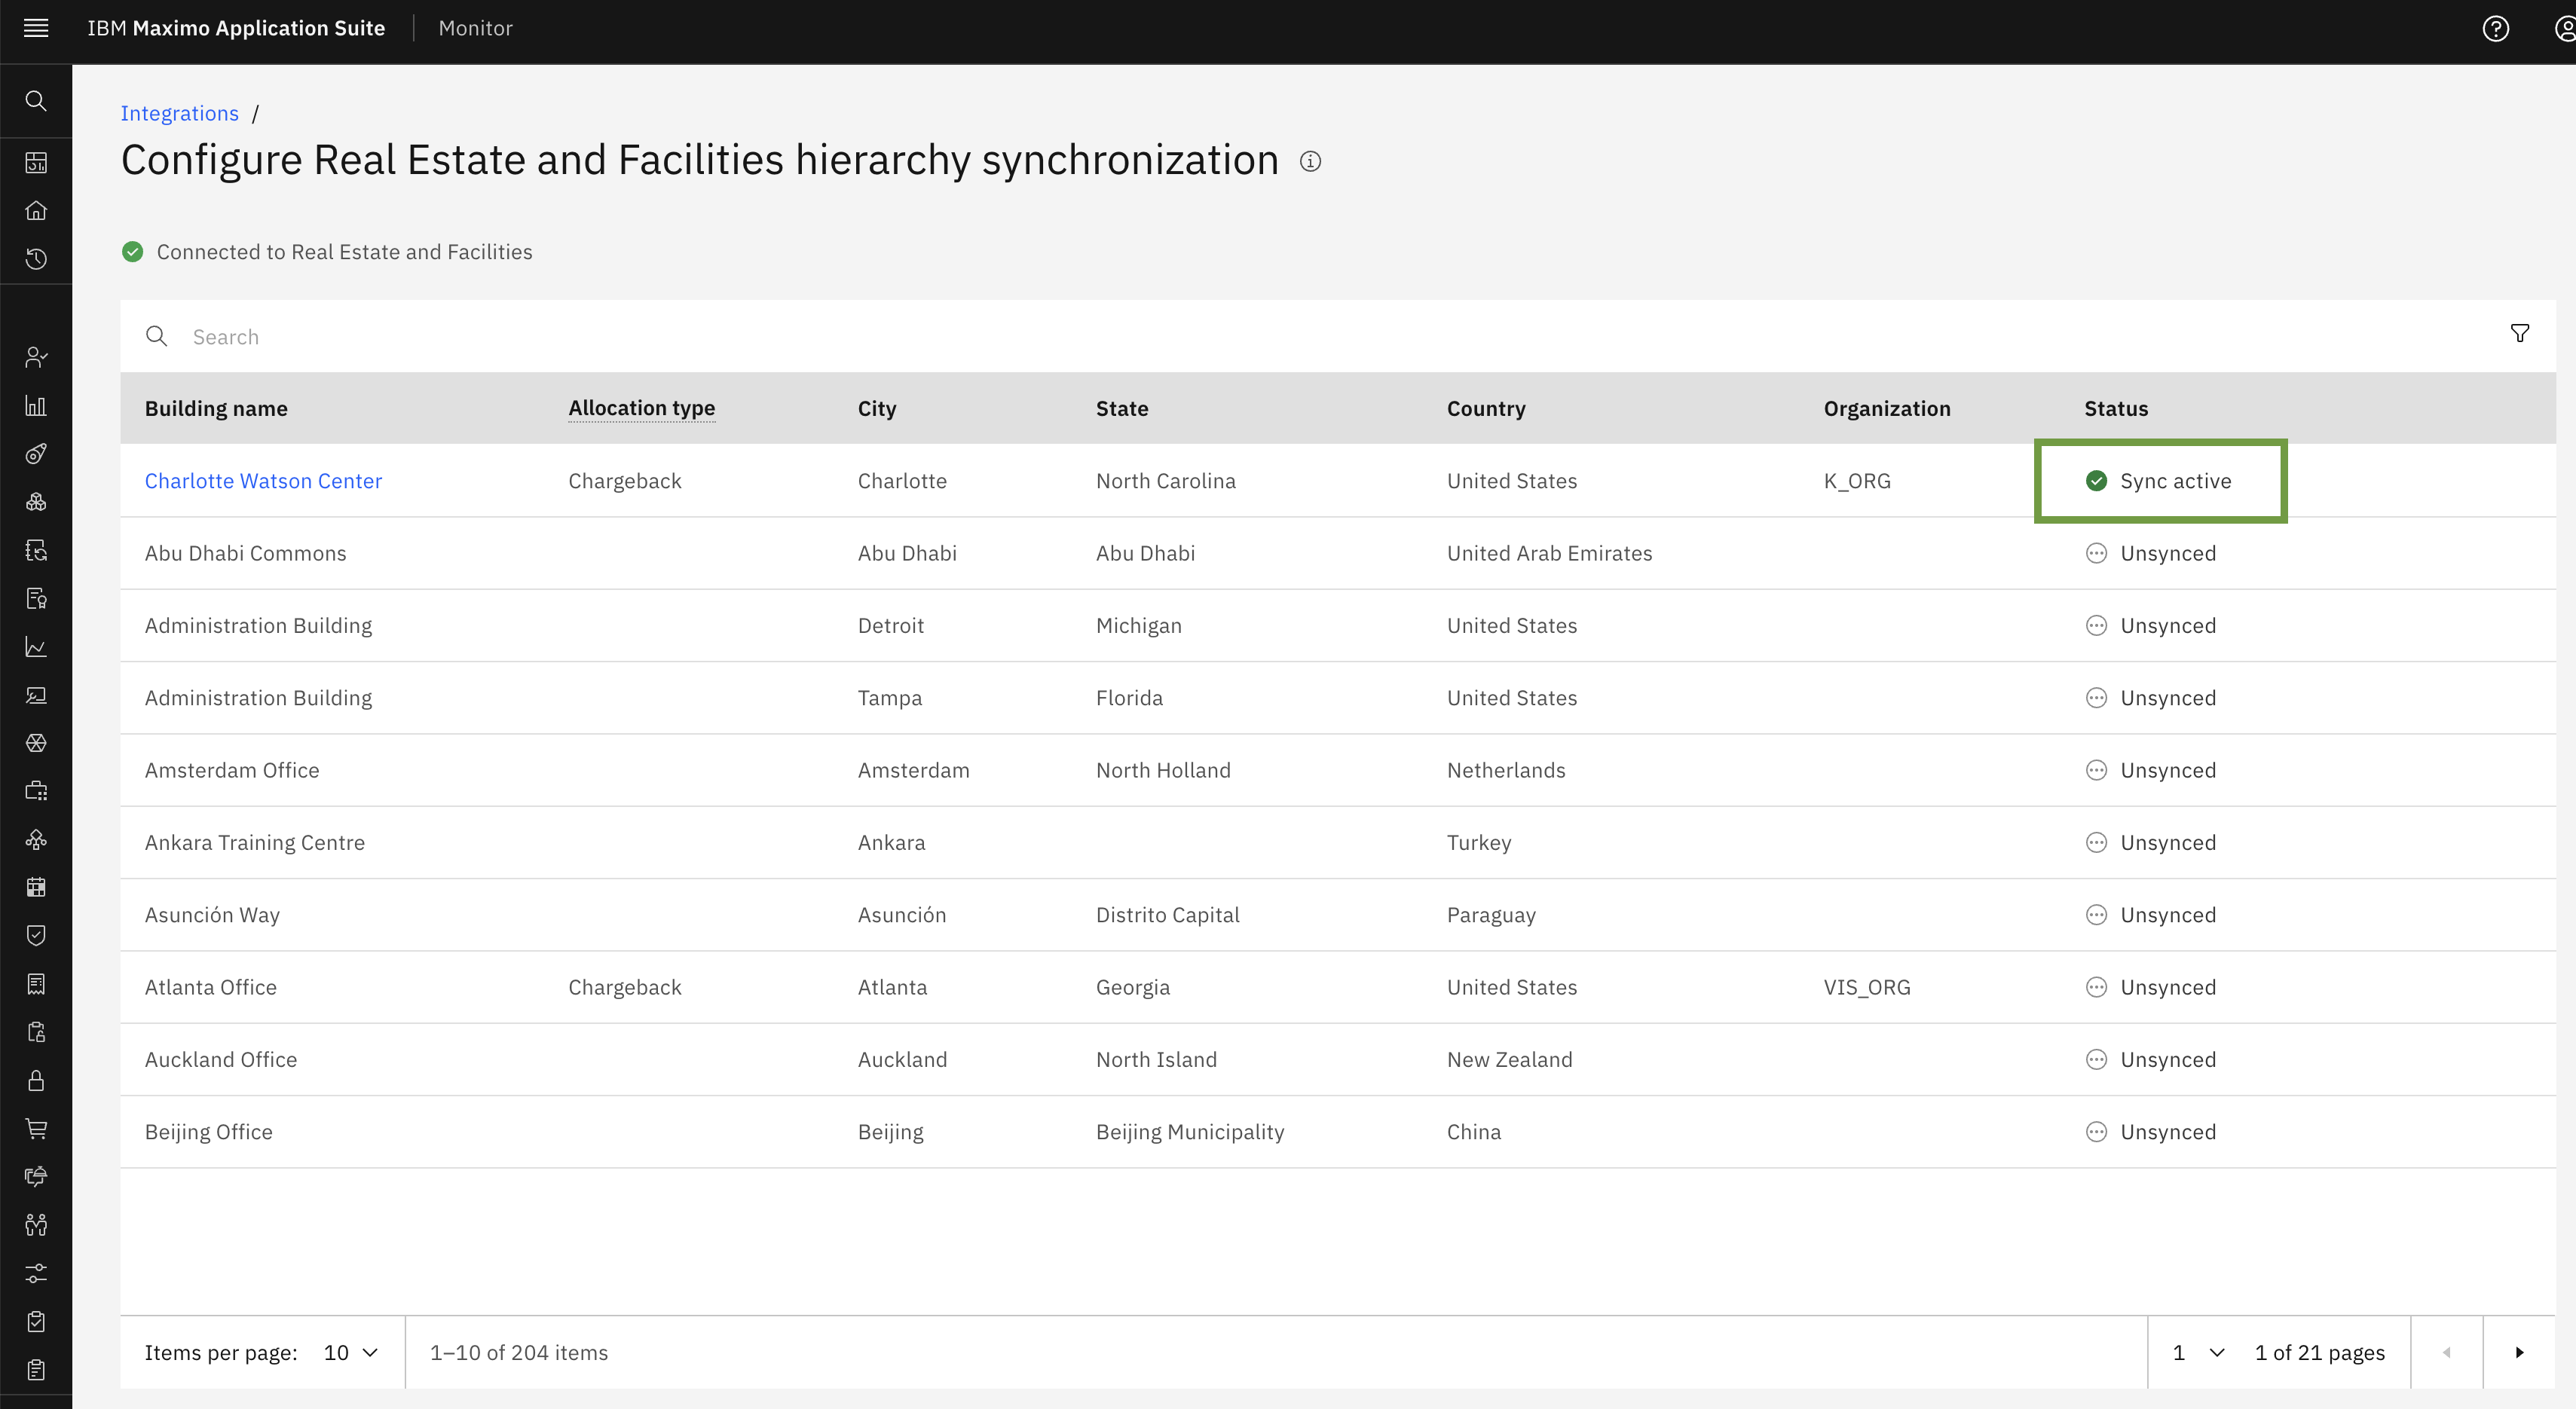 IBM Maximo Application Suite Monitor
Integrations /
Configure Real Estate and Facilities hierarchy synchronization
Connected to Real Estate and Facilities
Search
Building name Allocation type City State Country Organization Status
Charlotte Watson Center Chargeback Charlotte North Carolina United States K_ORG Sync active
Abu Dhabi Commons Abu Dhabi Abu Dhabi United Arab Emirates Unsynced
Administration Building Detroit Michigan United States Unsynced
Administration Building Tampa Florida United States Unsynced
Amsterdam Office Amsterdam North Holland Netherlands Unsynced
Ankara Training Centre Ankara Turkey Unsynced
Asunción Way Asunción Distrito Capital Paraguay Unsynced
Atlanta Office Chargeback Atlanta Georgia United States VIS_ORG Unsynced
Auckland Office Auckland North Island New Zealand Unsynced
Beijing Office Beijing Beijing Municipality China Unsynced
Items per page: 10 1–10 of 204 items 1 1 of 21 pages